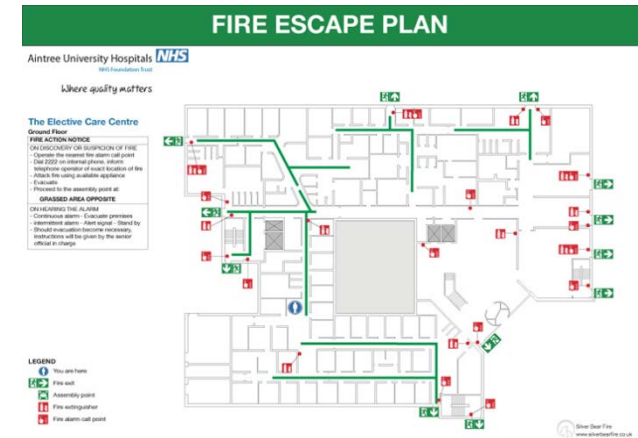 FIRE ESCAPE PLAN
Aintree University Hospitals NHS
NHS Foundation Trust
Where quality matters
The Elective Care Centre
Ground Floor
FIRE ACTION NOTICE
ON DISCOVERY OR SUSPICION OF FIRE
- Operate the nearest fire alarm call point
- Dial 2222 on internal phone, inform
telephone operator of exact location of fire
- Attack fire using available appliance
- Evacuate
- Proceed to the assembly point at:
GRASSED AREA OPPOSITE
ON HEARING THE ALARM
- Continuous alarm - Evacuate premises
- intermittent alarm - Alert signal - Stand by
- Should evacuation become necessary,
instructions will be given by the senior
official in charge
LEGEND
You are here
Fire exit
Assembly point
Fire extinguisher
Fire alarm call point
Silver Bear Fire
www.silverbearfire.co.uk